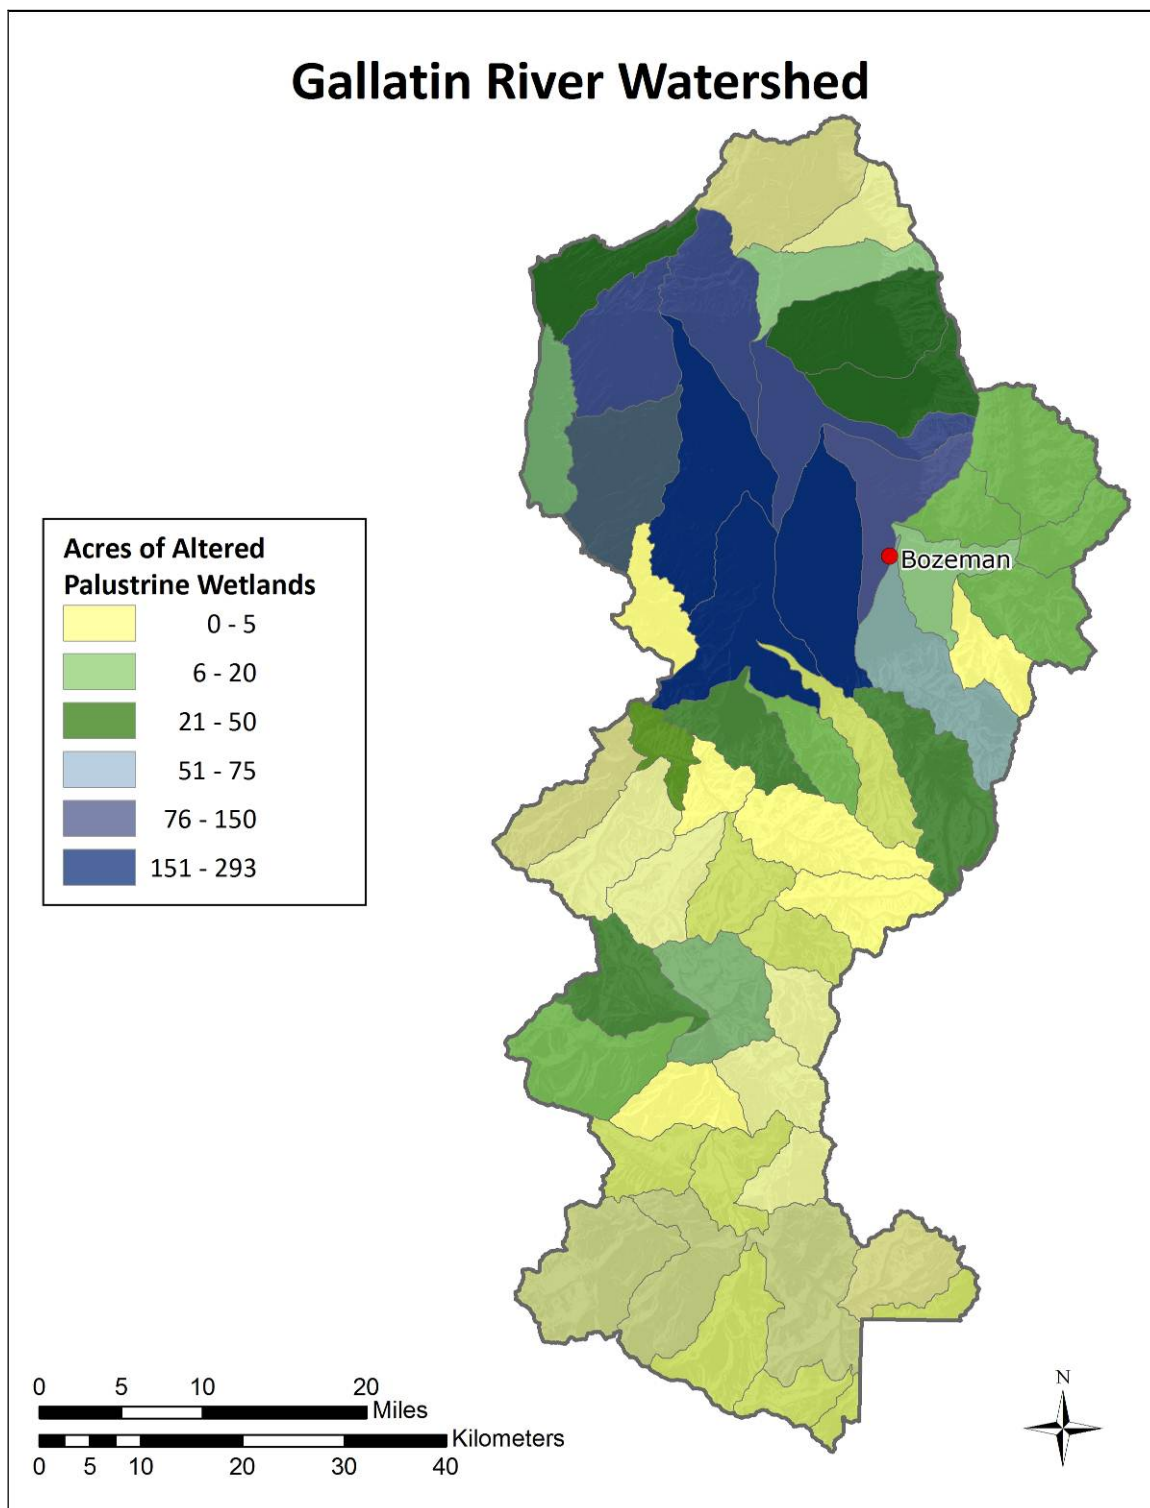 Gallatin River Watershed
Acres of Altered
Palustrine Wetlands
0 - 5
6 - 20
21 - 50
51 - 75
76 - 150
151 - 293
Bozeman
0 5 10 20
Miles
Kilometers
0 5 10 20 30 40
N